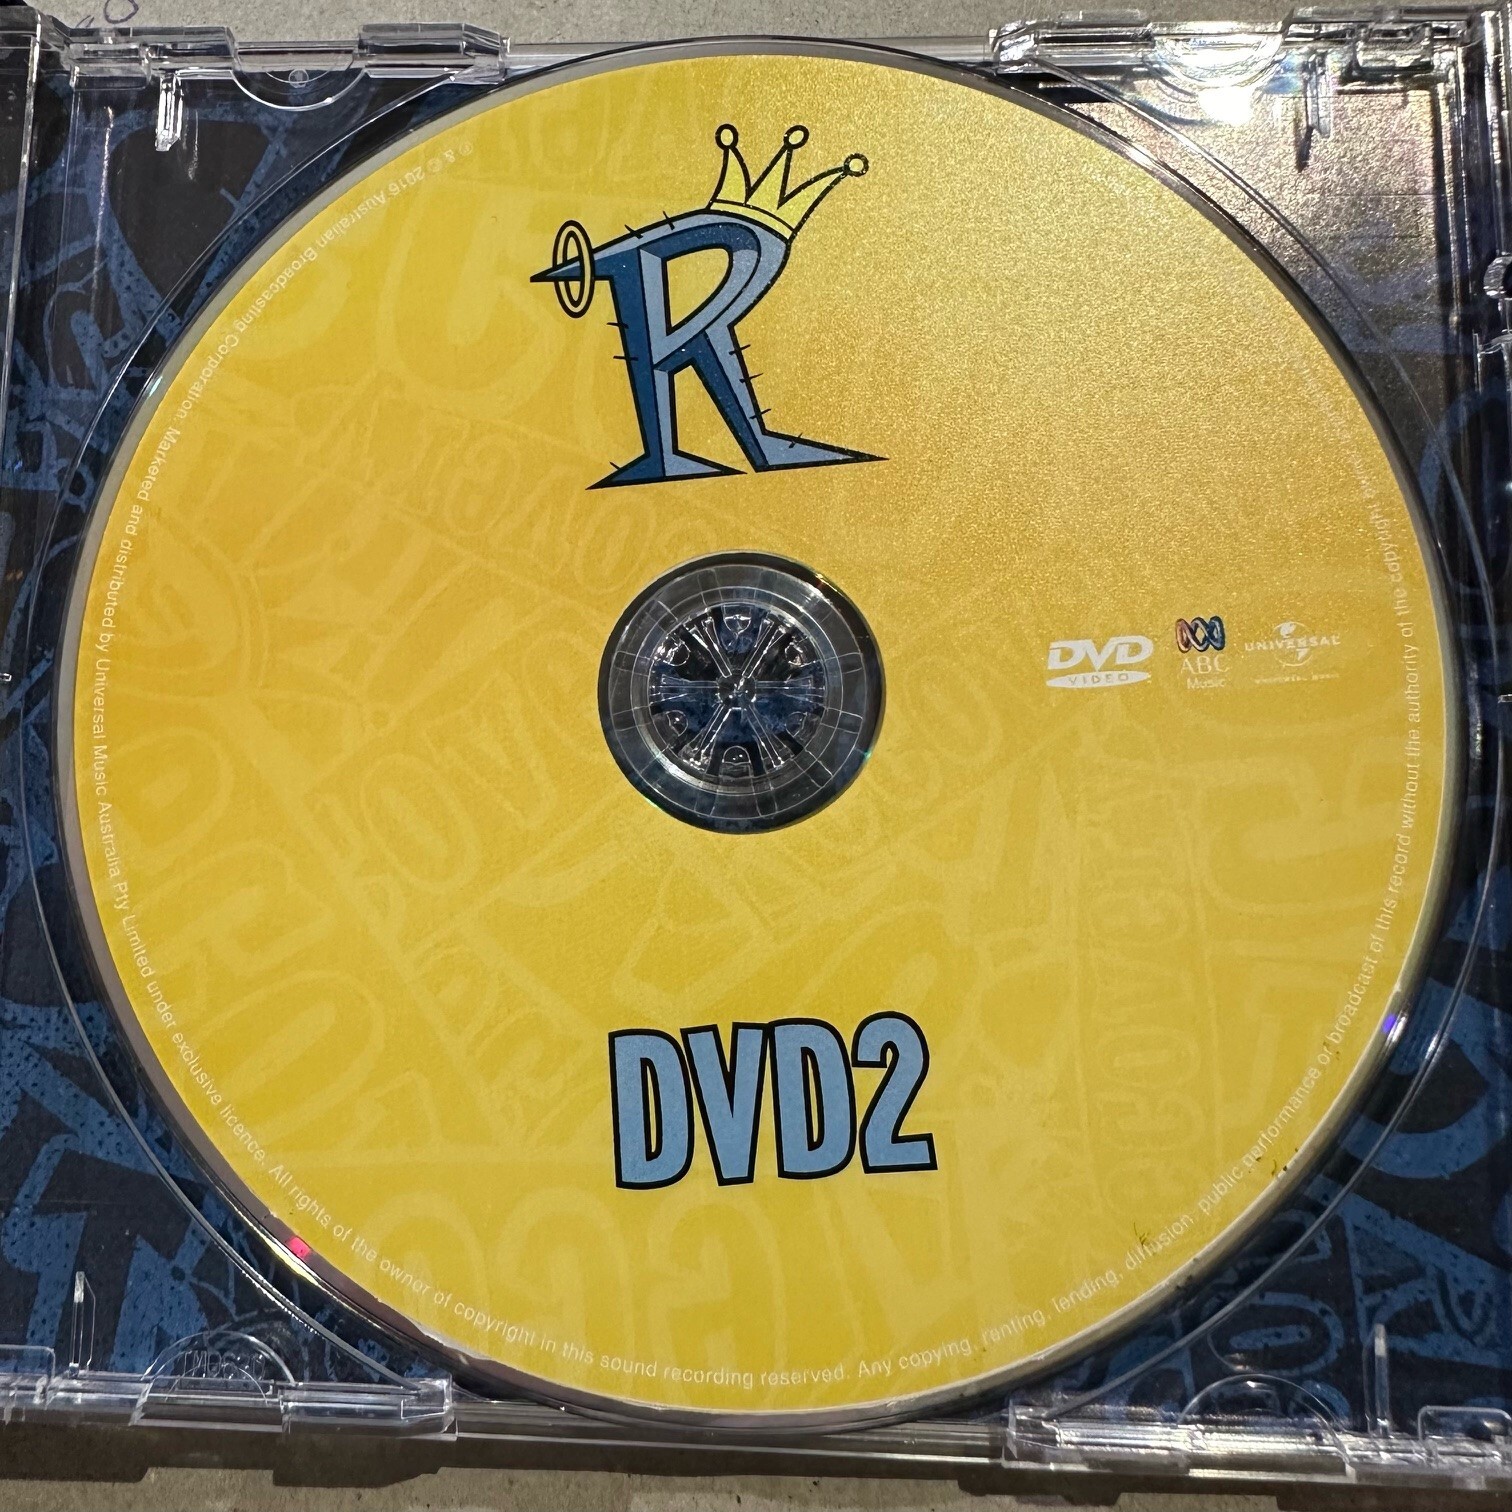 R
DVD
VIDEO
ABC
Music
UNIVERSAL
UNIVERSAL MUSIC
DVD2
℗ & © 2016 Australian Broadcasting Corporation. Marketed and distributed by Universal Music Australia Pty Limited under exclusive licence. All rights of the owner of copyright in this sound recording reserved. Any copying, renting, lending, diffusion, public performance or broadcast of this record without the authority of the copyright